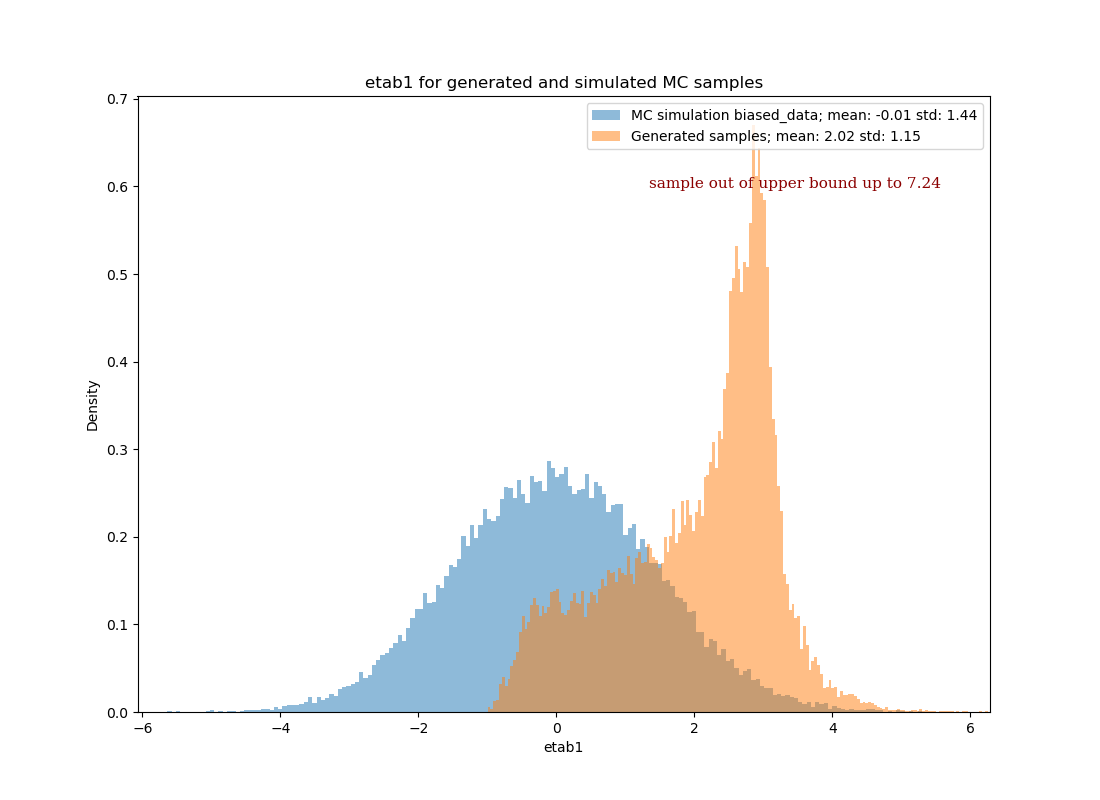 etab1 for generated and simulated MC samples
MC simulation biased_data; mean: -0.01 std: 1.44
Generated samples; mean: 2.02 std: 1.15
sample out of upper bound up to 7.24
0.7
0.6
0.5
0.4
0.3
0.2
0.1
0.0
Density
−6
−4
−2
0
2
4
6
etab1